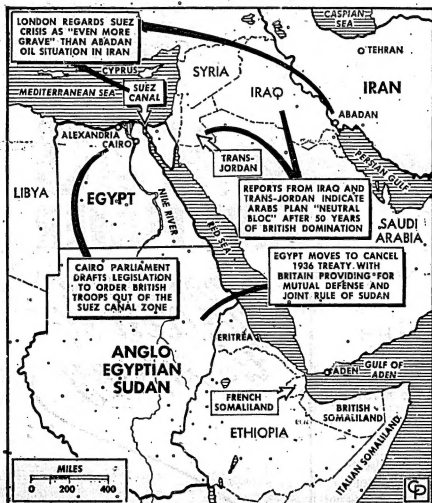 LONDON REGARDS SUEZ
CRISIS AS "EVEN MORE
GRAVE" THAN ABADAN
OIL SITUATION IN IRAN
CASPIAN
SEA
TEHRAN
CYPRUS
SYRIA
IRAN
MEDITERRANEAN SEA
SUEZ
CANAL
IRAQ
ABADAN
ALEXANDRIA
CAIRO
TRANS-
JORDAN
PERSIAN GULF
LIBYA
EGYPT
NILE RIVER
REPORTS FROM IRAQ AND
TRANS-JORDAN INDICATE
ARABS PLAN "NEUTRAL
BLOC" AFTER 50 YEARS
OF BRITISH DOMINATION
RED SEA
SAUDI
ARABIA
CAIRO PARLIAMENT
DRAFTS LEGISLATION
TO ORDER BRITISH
TROOPS OUT OF THE
SUEZ CANAL ZONE
EGYPT MOVES TO CANCEL
1936 TREATY WITH
BRITAIN PROVIDING FOR
MUTUAL DEFENSE AND
JOINT RULE OF SUDAN
ANGLO
EGYPTIAN
SUDAN
ERITREA
ADEN
GULF OF
ADEN
FRENCH
SOMALILAND
BRITISH
SOMALILAND
ETHIOPIA
ITALIAN SOMALILAND
MILES
0 200 400
CP